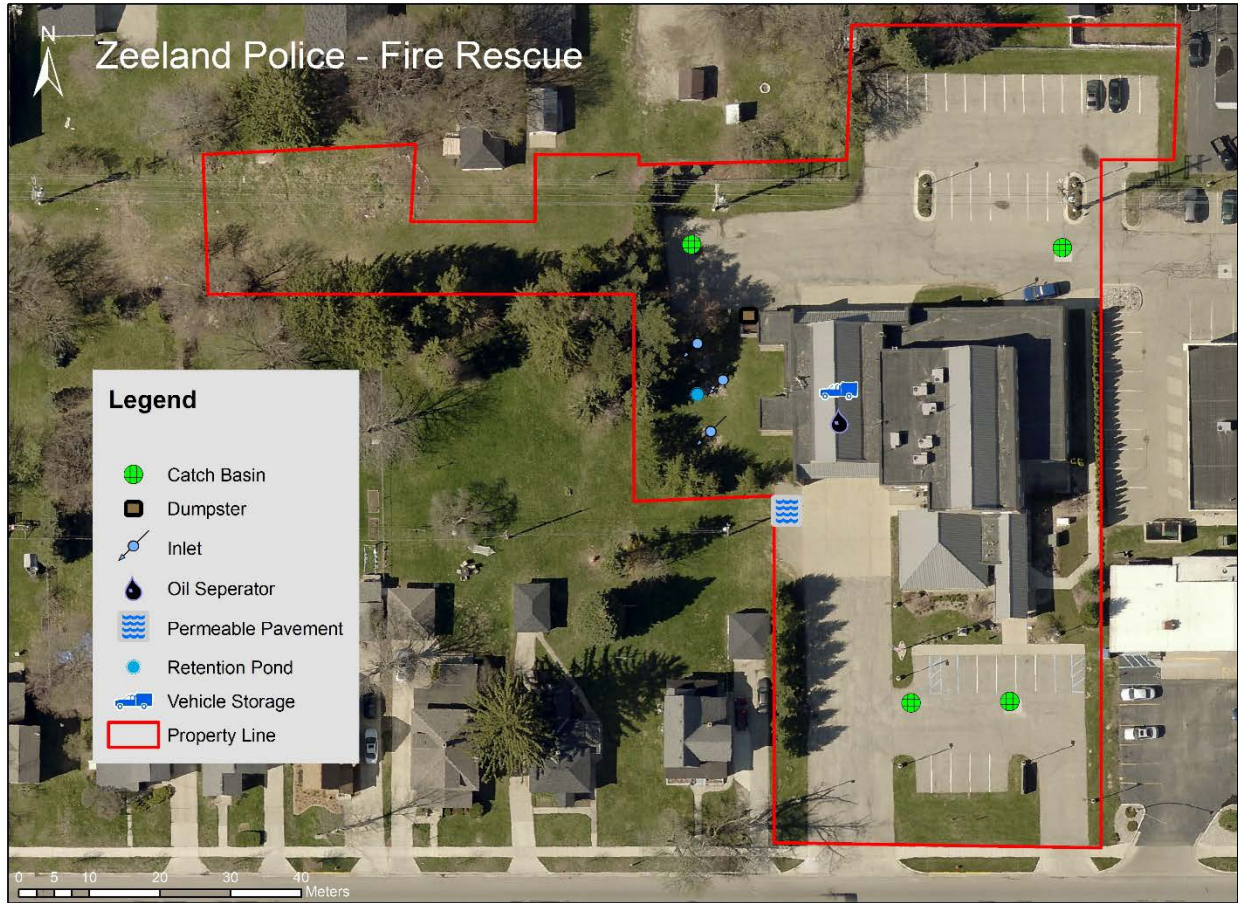 N
Zeeland Police - Fire Rescue
Legend
Catch Basin
Dumpster
Inlet
Oil Seperator
Permeable Pavement
Retention Pond
Vehicle Storage
Property Line
0 5 10 20 30 40
Meters